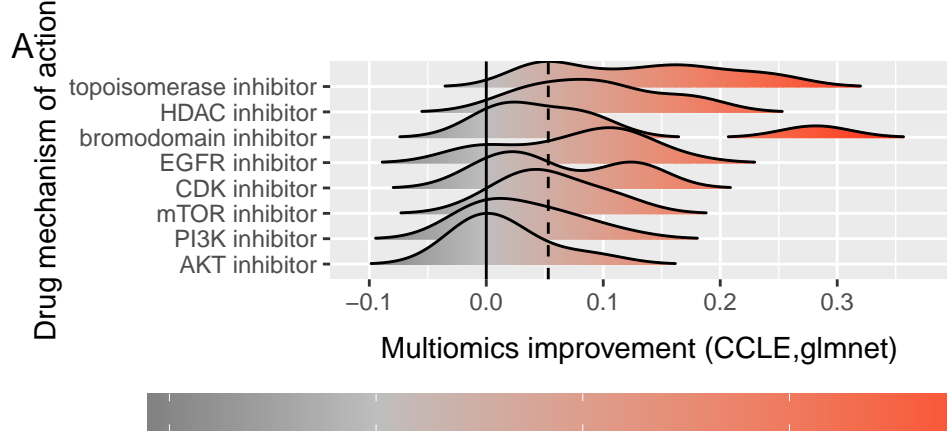 A
Drug mechanism of action
topoisomerase inhibitor
HDAC inhibitor
bromodomain inhibitor
EGFR inhibitor
CDK inhibitor
mTOR inhibitor
PI3K inhibitor
AKT inhibitor
−0.1 0.0 0.1 0.2 0.3
Multiomics improvement (CCLE,glmnet)